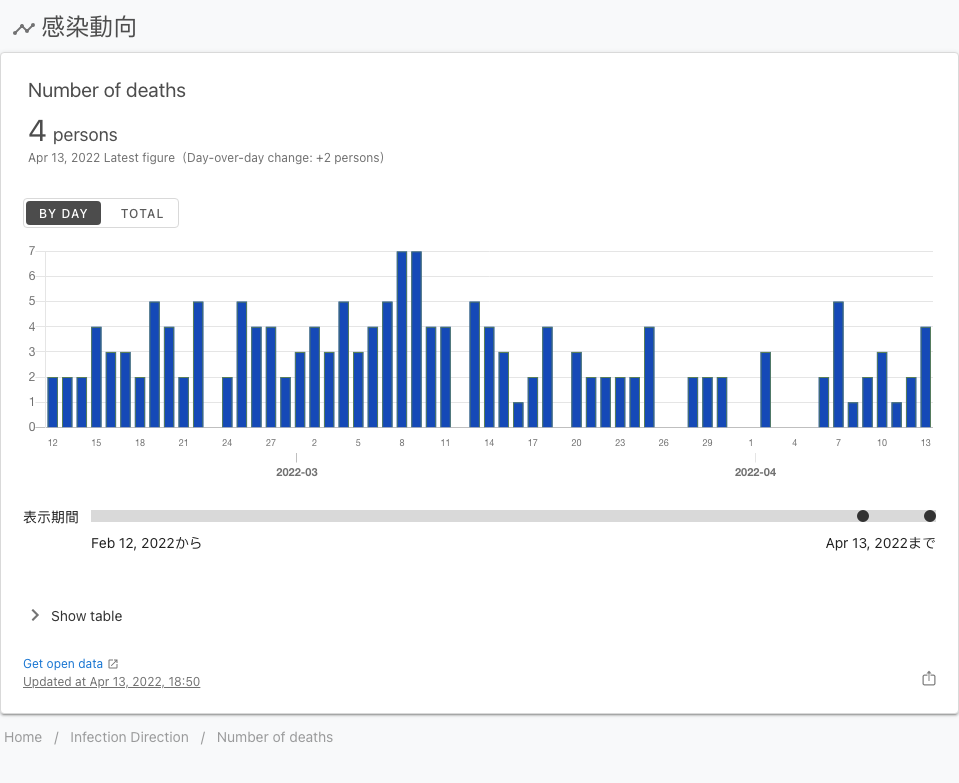 感染動向
Number of deaths
4 persons
Apr 13, 2022 Latest figure (Day-over-day change: +2 persons)
BY DAY TOTAL
7
6
5
4
3
2
1
0
12 15 18 21 24 27 2 5 8 11 14 17 20 23 26 29 1 4 7 10 13
2022-03 2022-04
表示期間
Feb 12, 2022から Apr 13, 2022まで
Show table
Get open data
Updated at Apr 13, 2022, 18:50
Home / Infection Direction / Number of deaths